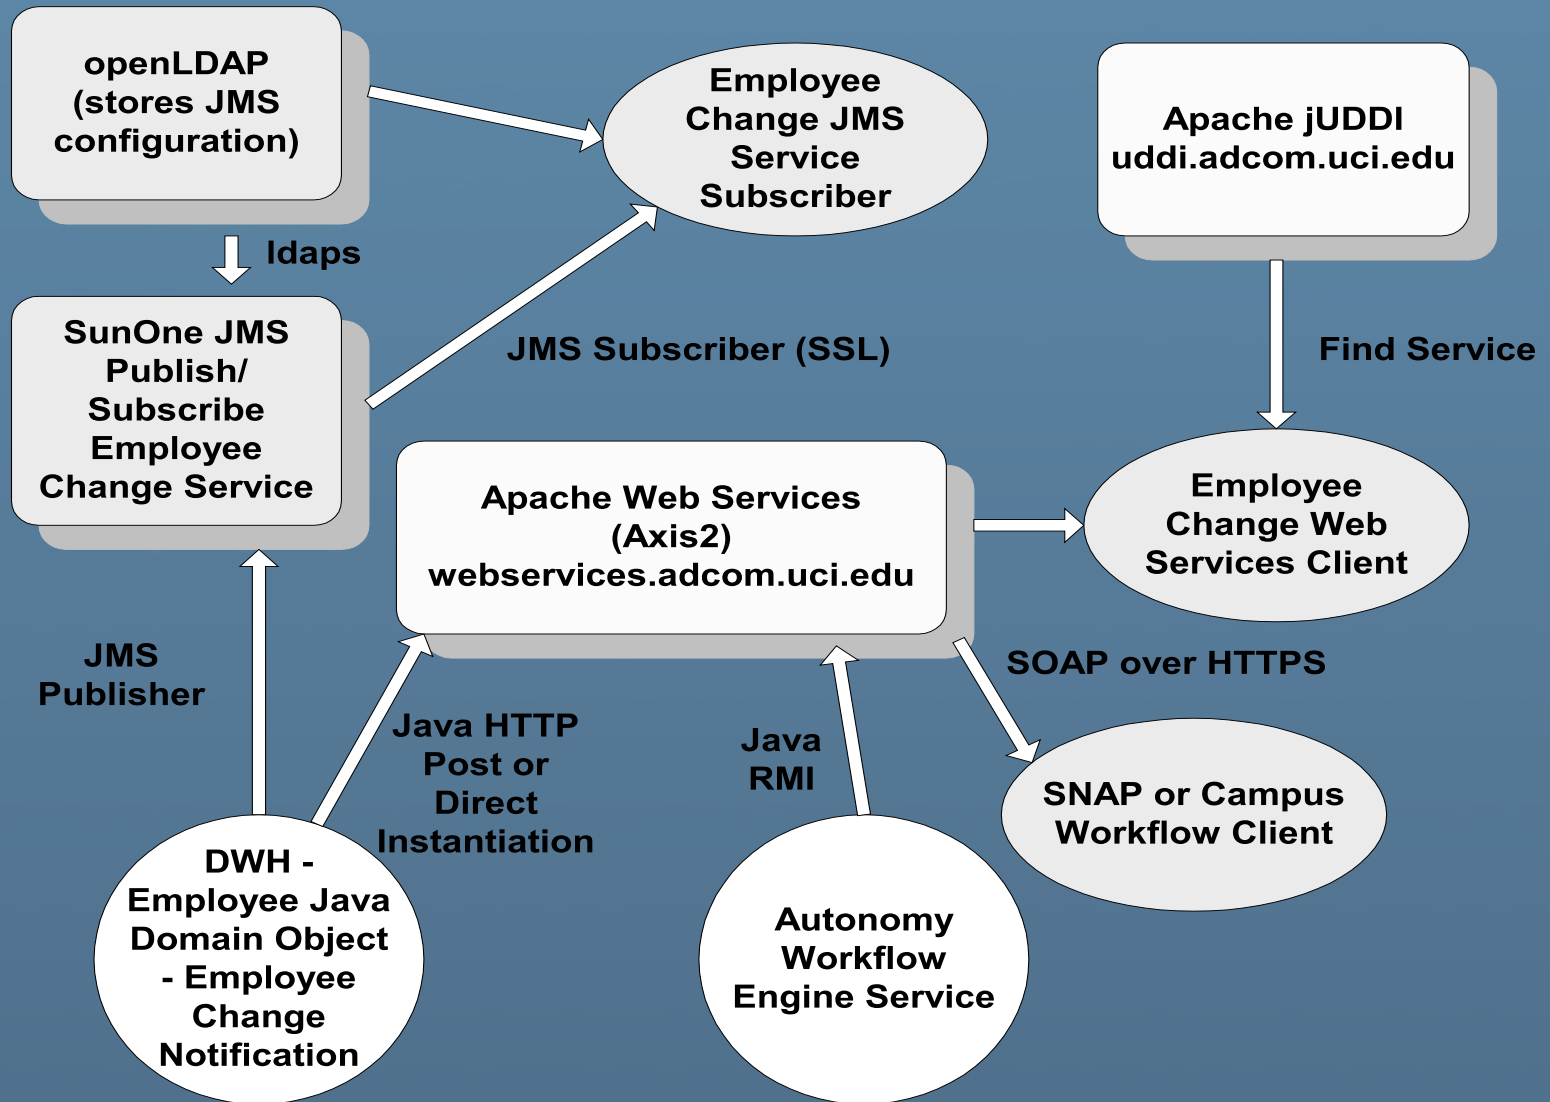 openLDAP
(stores JMS
configuration)
Employee
Change JMS
Service
Subscriber
Apache jUDDI
uddi.adcom.uci.edu
ldaps
SunOne JMS
Publish/
Subscribe
Employee
Change Service
JMS Subscriber (SSL)
Find Service
Apache Web Services
(Axis2)
webservices.adcom.uci.edu
Employee
Change Web
Services Client
JMS
Publisher
Java HTTP
Post or
Direct
Instantiation
Java
RMI
SOAP over HTTPS
SNAP or Campus
Workflow Client
DWH -
Employee Java
Domain Object
- Employee
Change
Notification
Autonomy
Workflow
Engine Service